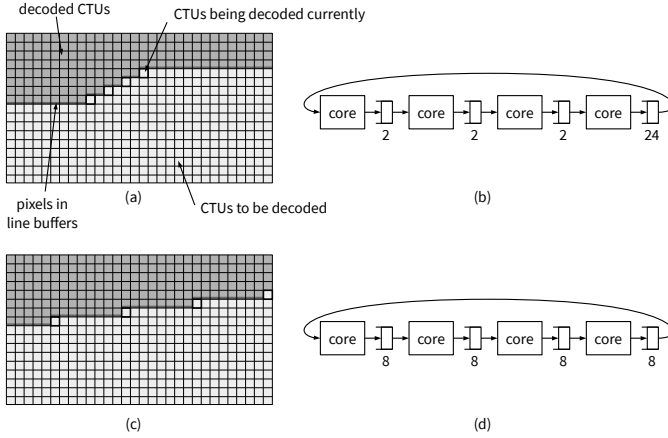 decoded CTUs
CTUs being decoded currently
core
core
core
core
2
2
2
24
pixels in
line buffers
(a)
CTUs to be decoded
(b)
core
core
core
core
8
8
8
8
(c)
(d)